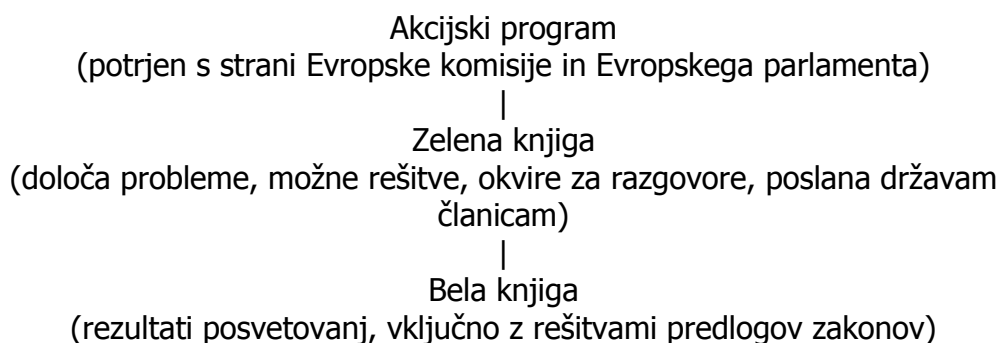 Akcijski program
(potrjen s strani Evropske komisije in Evropskega parlamenta)
|
Zelena knjiga
(določa probleme, možne rešitve, okvire za razgovore, poslana državam
članicam)
|
Bela knjiga
(rezultati posvetovanj, vključno z rešitvami predlogov zakonov)